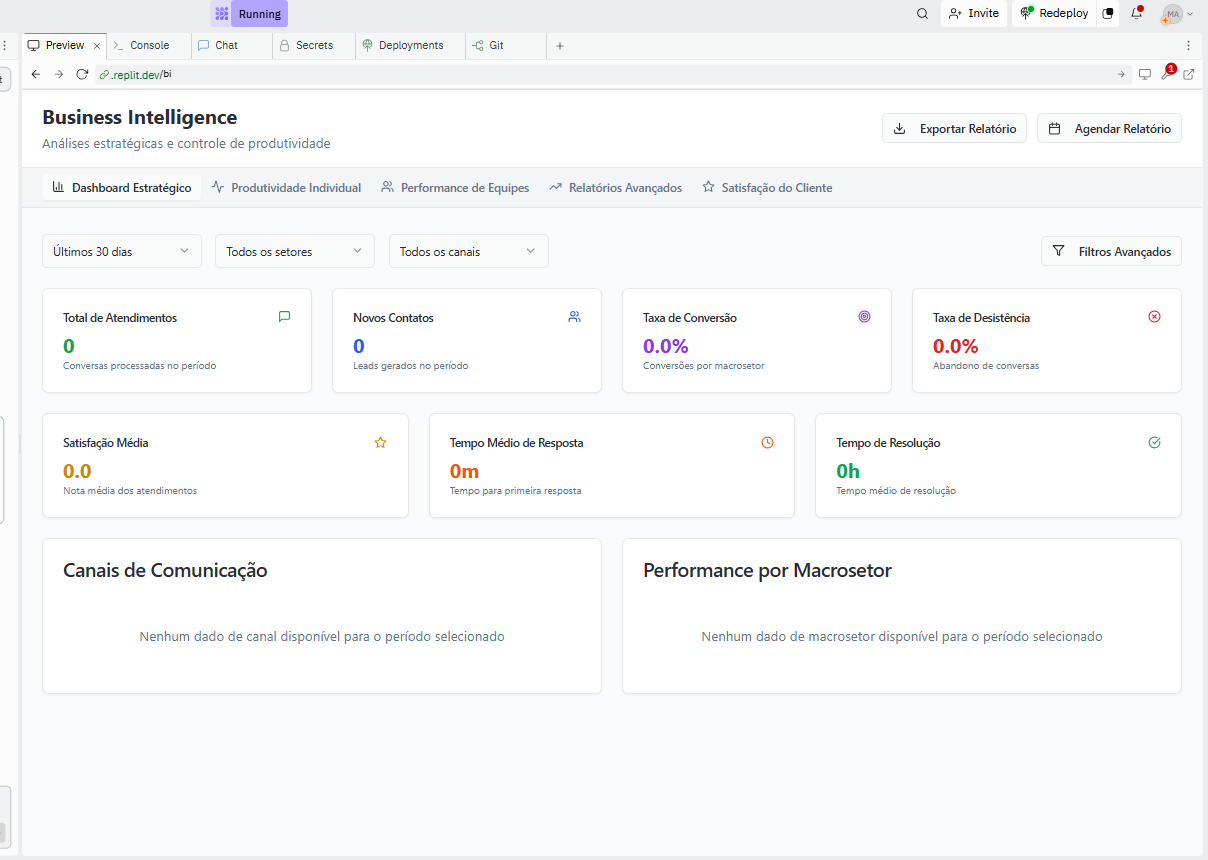 Running
Invite
Redeploy
MA
Preview
Console
Chat
Secrets
Deployments
Git
.replit.dev/bi
1
Business Intelligence
Análises estratégicas e controle de produtividade
Exportar Relatório
Agendar Relatório
Dashboard Estratégico
Produtividade Individual
Performance de Equipes
Relatórios Avançados
Satisfação do Cliente
Últimos 30 dias
Todos os setores
Todos os canais
Filtros Avançados
Total de Atendimentos
0
Conversas processadas no período
Novos Contatos
0
Leads gerados no período
Taxa de Conversão
0.0%
Conversões por macrosetor
Taxa de Desistência
0.0%
Abandono de conversas
Satisfação Média
0.0
Nota média dos atendimentos
Tempo Médio de Resposta
0m
Tempo para primeira resposta
Tempo de Resolução
0h
Tempo médio de resolução
Canais de Comunicação
Nenhum dado de canal disponível para o período selecionado
Performance por Macrosetor
Nenhum dado de macrosetor disponível para o período selecionado